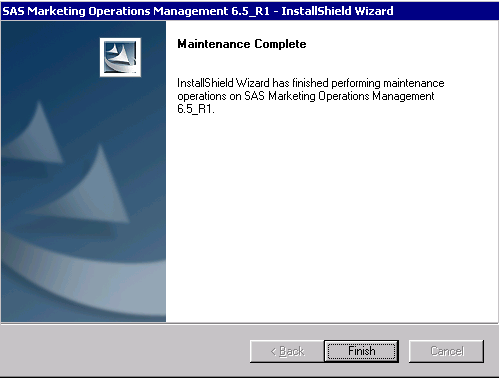 SAS Marketing Operations Management 6.5_R1 - InstallShield Wizard
Maintenance Complete
InstallShield Wizard has finished performing maintenance
operations on SAS Marketing Operations Management
6.5_R1.
< Back
Finish
Cancel